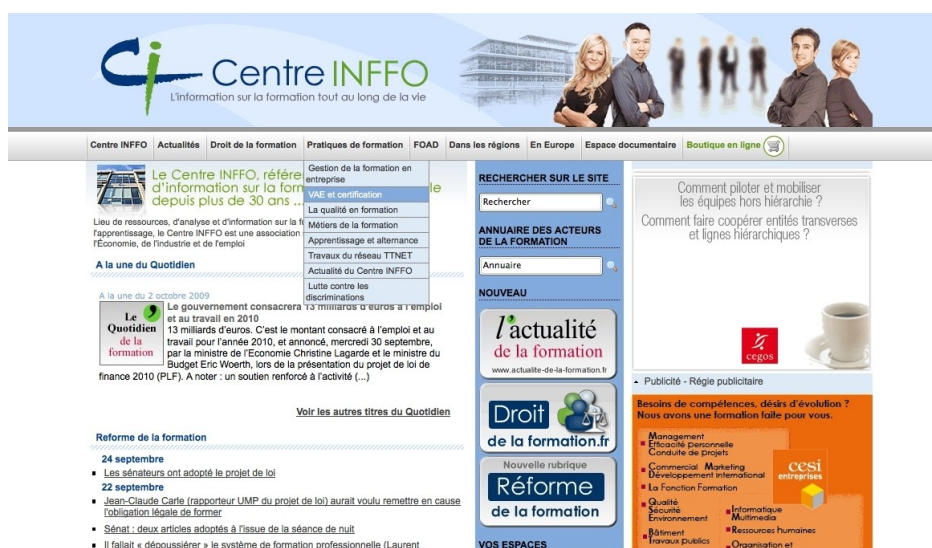 Centre INFFO
L'information sur la formation tout au long de la vie
Centre INFFO Actualités Droit de la formation Pratiques de formation FOAD Dans les régions En Europe Espace documentaire Boutique en ligne
Le Centre INFFO, référe
d'information sur la form le
depuis plus de 30 ans ...
Lieu de ressources, d'analyse et d'information sur la f
l'apprentissage, le Centre INFFO est une association
l'Économie, de l'industrie et de l'emploi
Gestion de la formation en
entreprise
VAE et certification
La qualité en formation
Métiers de la formation
Apprentissage et alternance
Travaux du réseau TTNET
Actualité du Centre INFFO
Lutte contre les
discriminations
A la une du Quotidien
A la une du 2 octobre 2009
Le Quotidien
de la
formation
Le gouvernement consacrera 13 milliards d'euros à l'emploi
et au travail en 2010
13 milliards d'euros. C'est le montant consacré à l'emploi et au
travail pour l'année 2010, et annoncé, mercredi 30 septembre,
par la ministre de l'Economie Christine Lagarde et le ministre du
Budget Eric Woerth, lors de la présentation du projet de loi de
finance 2010 (PLF). A noter : un soutien renforcé à l'activité (...)
Voir les autres titres du Quotidien
Reforme de la formation
24 septembre
Les sénateurs ont adopté le projet de loi
22 septembre
Jean-Claude Carle (rapporteur UMP du projet de loi) aurait voulu remettre en cause
l'obligation légale de former
Sénat : deux articles adoptés à l'issue de la séance de nuit
Il fallait « dépoussiérer » le système de formation professionnelle (Laurent
RECHERCHER SUR LE SITE
Rechercher
ANNUAIRE DES ACTEURS
DE LA FORMATION
Annuaire
NOUVEAU
l'actualité
de la formation
www.actualite-de-la-formation.fr
Droit
de la formation.fr
Nouvelle rubrique
Réforme
de la formation
VOS ESPACES
Comment piloter et mobiliser
les équipes hors hiérarchie ?
Comment faire coopérer entités transverses
et lignes hiérarchiques ?
cegos
Publicité - Régie publicitaire
Besoins de compétences, désirs d'évolution ?
Nous avons une formation faite pour vous.
Management
Efficacité personnelle
Conduite de projets
Commercial Marketing
Développement international
La Fonction Formation
Qualité
Sécurité
Environnement
Bâtiment
Travaux publics
cesi
entreprises
Informatique
Multimedia
Ressources humaines
Organisation et